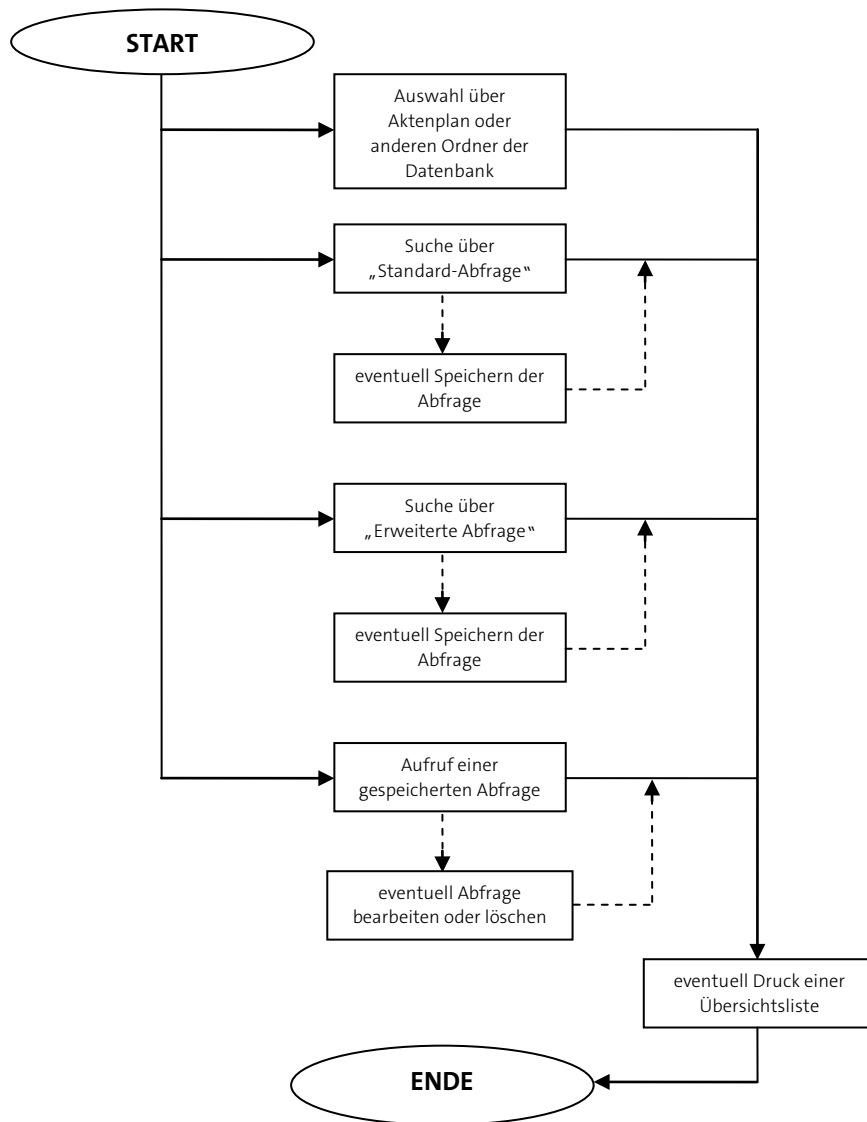 START
Auswahl über
Aktenplan oder
anderen Ordner der
Datenbank
Suche über
„Standard-Abfrage“
eventuell Speichern der
Abfrage
Suche über
„Erweiterte Abfrage“
eventuell Speichern der
Abfrage
Aufruf einer
gespeicherten Abfrage
eventuell Abfrage
bearbeiten oder löschen
eventuell Druck einer
Übersichtsliste
ENDE